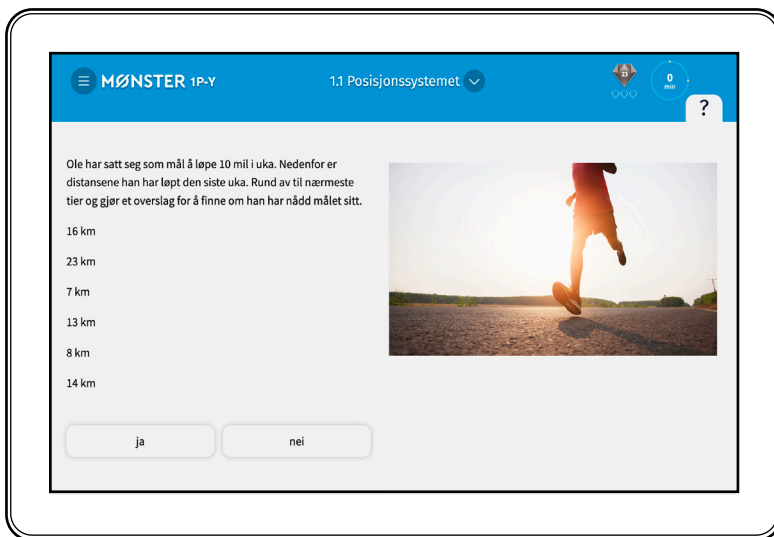 MØNSTER 1P-Y
1.1 Posisjonssystemet
23
0
min
?
Ole har satt seg som mål å løpe 10 mil i uka. Nedenfor er
distansene han har løpt den siste uka. Rund av til nærmeste
tier og gjør et overslag for å finne om han har nådd målet sitt.
16 km
23 km
7 km
13 km
8 km
14 km
ja
nei